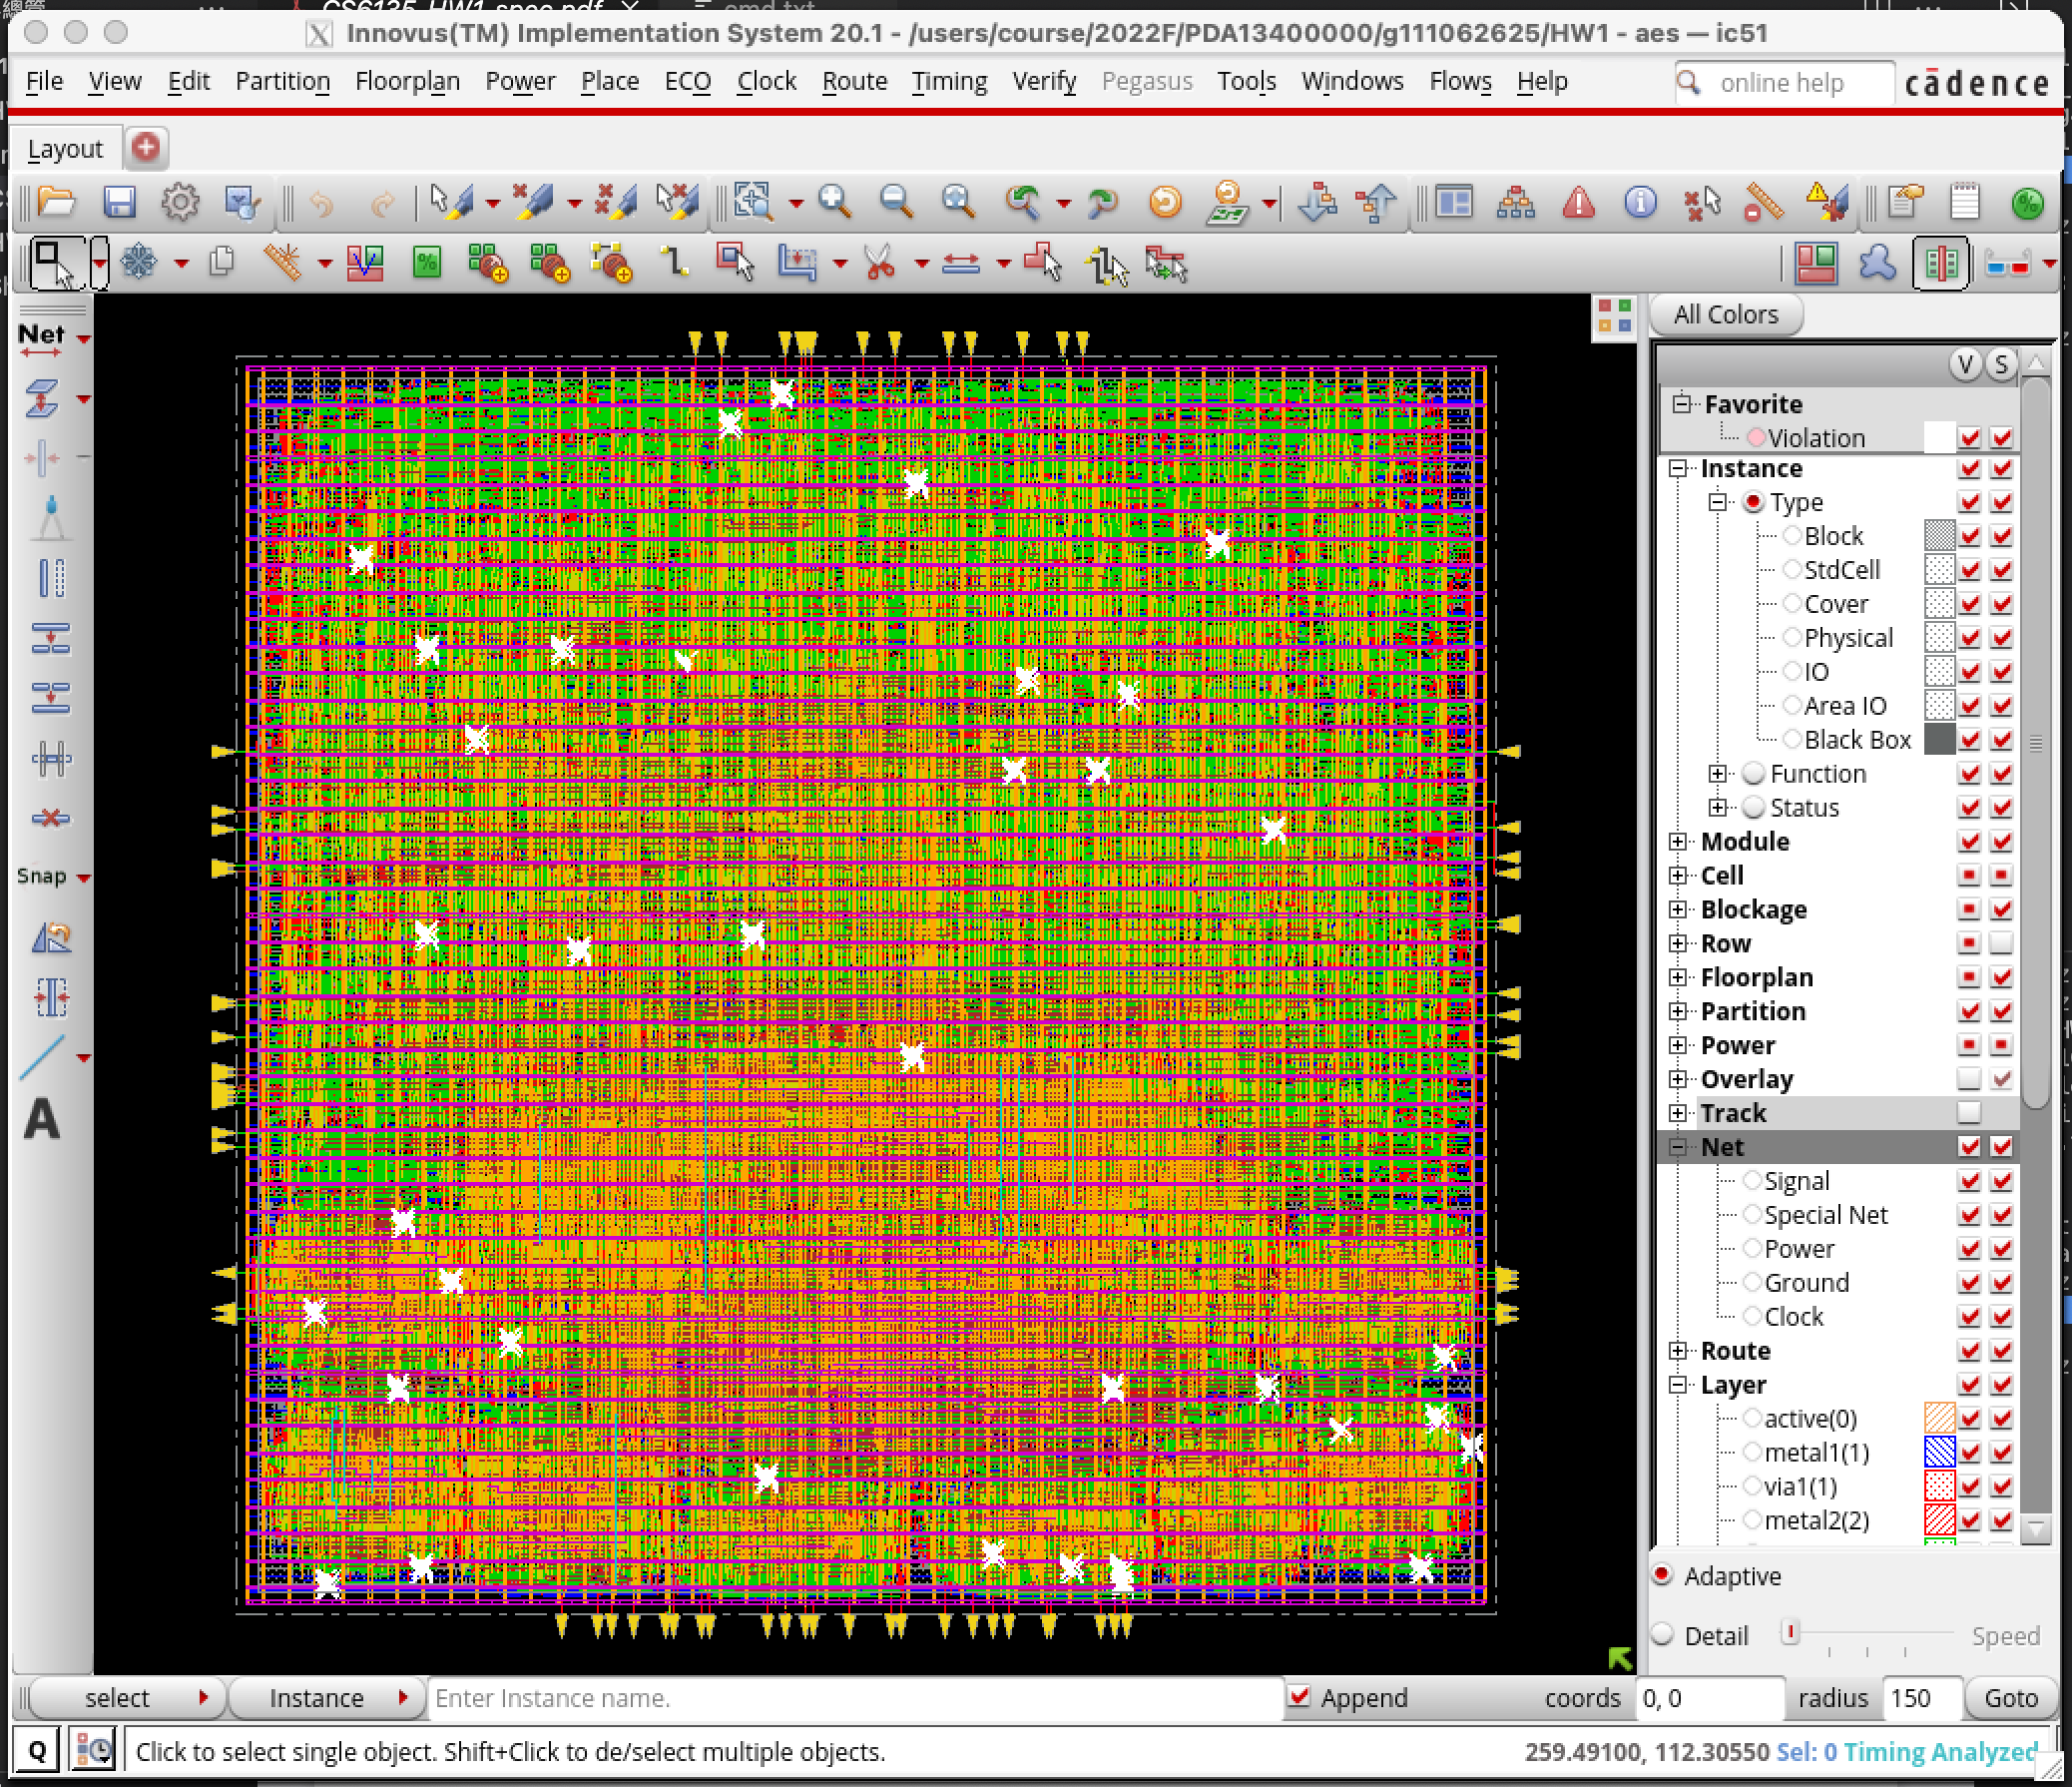 CS6135_HW1_spec.pdf
cmd.txt
Innovus(TM) Implementation System 20.1 - /users/course/2022F/PDA13400000/g111062625/HW1 - aes — ic51
File View Edit Partition Floorplan Power Place ECO Clock Route Timing Verify Pegasus Tools Windows Flows Help
online help
cādence
Layout
Net
Snap
A
All Colors
V S
Favorite
Violation
Instance
Type
Block
StdCell
Cover
Physical
IO
Area IO
Black Box
Function
Status
Module
Cell
Blockage
Row
Floorplan
Partition
Power
Overlay
Track
Net
Signal
Special Net
Power
Ground
Clock
Route
Layer
active(0)
metal1(1)
via1(1)
metal2(2)
Adaptive
Detail Speed
select Instance Enter Instance name. Append coords 0, 0 radius 150 Goto
Q Click to select single object. Shift+Click to de/select multiple objects. 259.49100, 112.30550 Sel: 0 Timing Analyzed